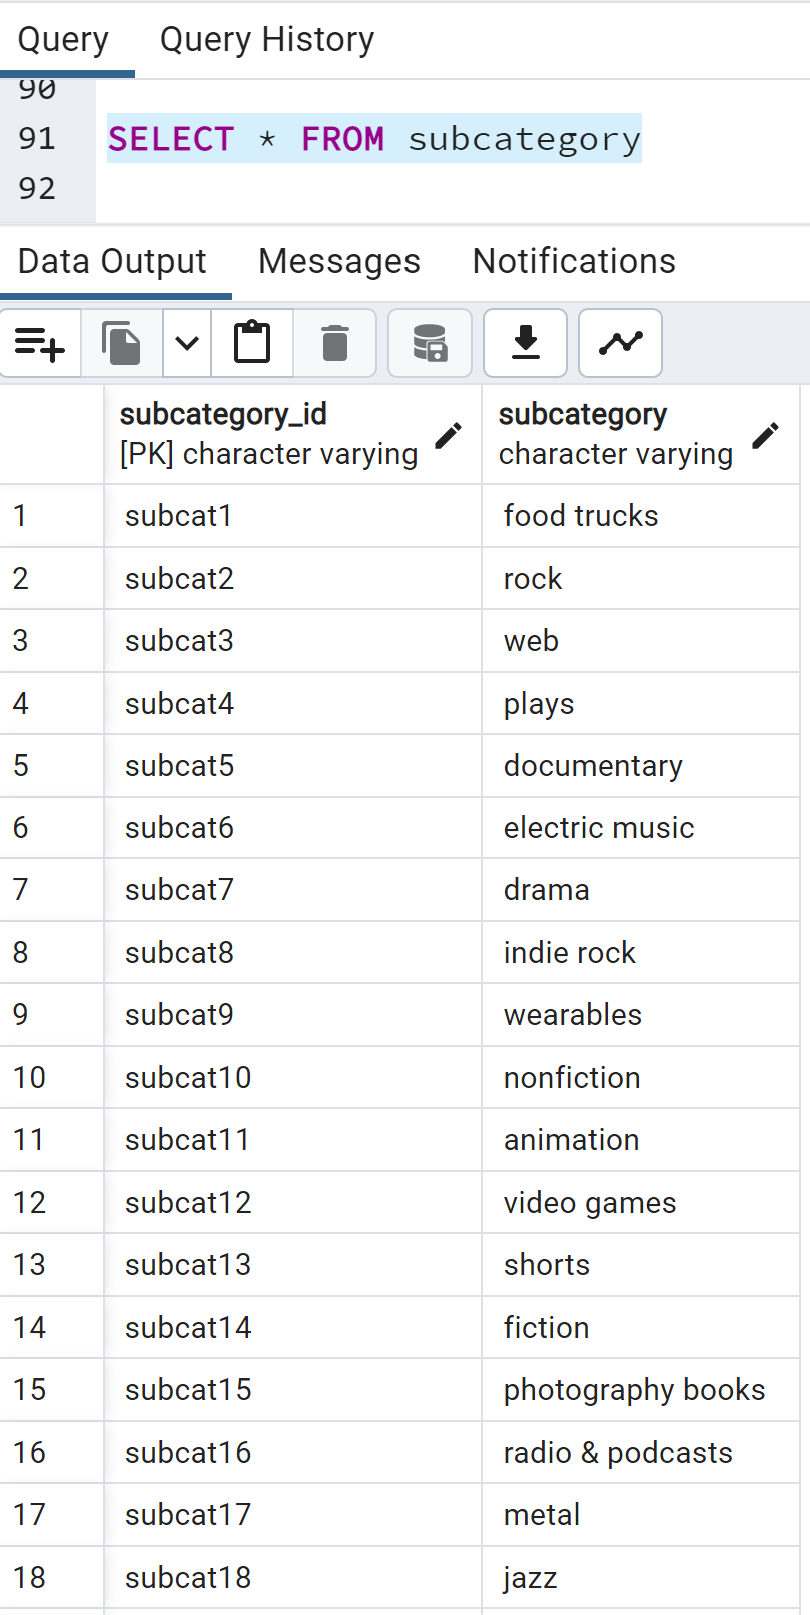 Query Query History
90
91 SELECT * FROM subcategory
92
Data Output Messages Notifications
subcategory_id subcategory
[PK] character varying character varying
1 subcat1 food trucks
2 subcat2 rock
3 subcat3 web
4 subcat4 plays
5 subcat5 documentary
6 subcat6 electric music
7 subcat7 drama
8 subcat8 indie rock
9 subcat9 wearables
10 subcat10 nonfiction
11 subcat11 animation
12 subcat12 video games
13 subcat13 shorts
14 subcat14 fiction
15 subcat15 photography books
16 subcat16 radio & podcasts
17 subcat17 metal
18 subcat18 jazz